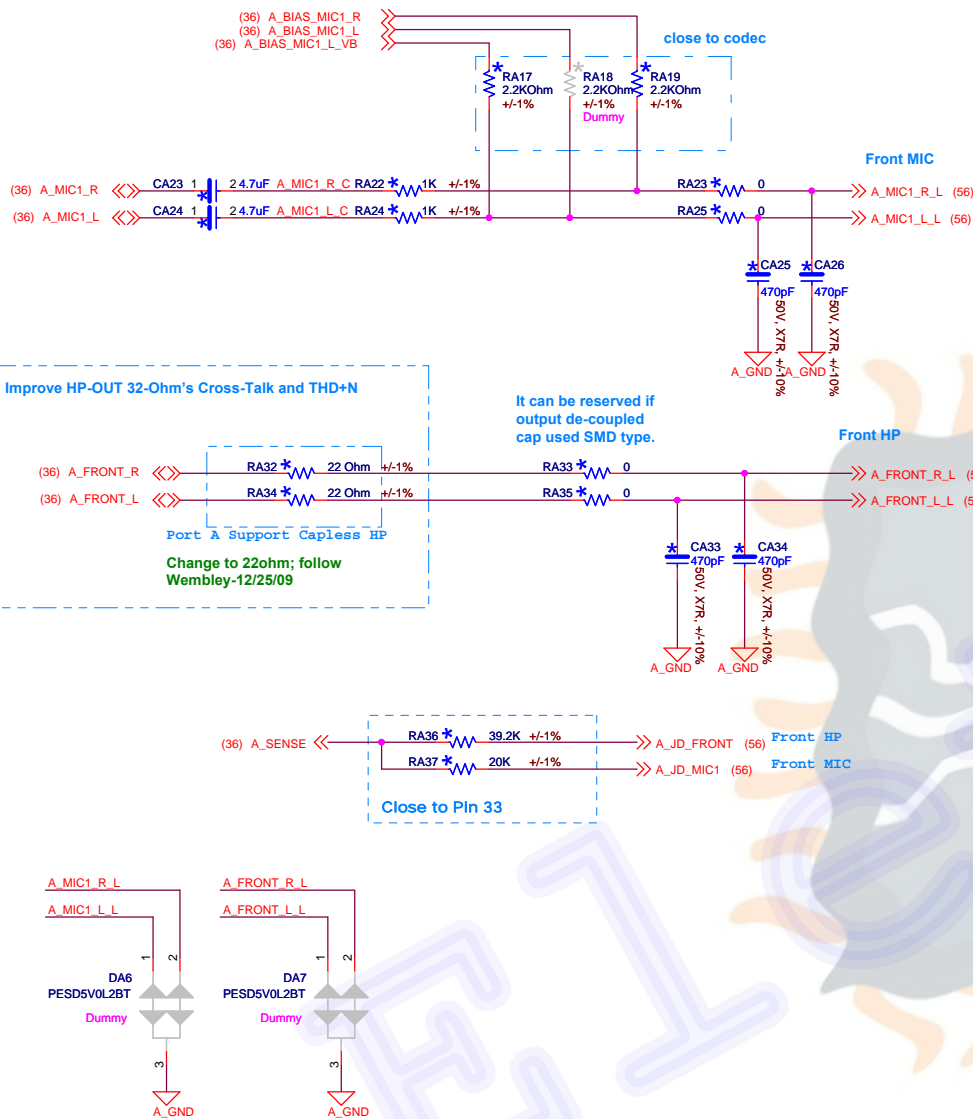 (36) A_BIAS_MIC1_R
(36) A_BIAS_MIC1_L
(36) A_BIAS_MIC1_L_VB
close to codec
RA17
2.2KOhm
+/-1%
RA18
2.2KOhm
+/-1%
Dummy
RA19
2.2KOhm
+/-1%
Front MIC
(36) A_MIC1_R CA23 1 2 4.7uF A_MIC1_R_C RA22 1K +/-1% RA23 0 A_MIC1_R_L (56)
(36) A_MIC1_L CA24 1 2 4.7uF A_MIC1_L_C RA24 1K +/-1% RA25 0 A_MIC1_L_L (56)
CA25
470pF
50V, X7R, +/-10%
A_GND
CA26
470pF
50V, X7R, +/-10%
A_GND
Improve HP-OUT 32-Ohm's Cross-Talk and THD+N
It can be reserved if
output de-coupled
cap used SMD type.
Front HP
(36) A_FRONT_R RA32 22 Ohm +/-1% RA33 0 A_FRONT_R_L (5
(36) A_FRONT_L RA34 22 Ohm +/-1% RA35 0 A_FRONT_L_L (5
Port A Support Capless HP
Change to 22ohm; follow
Wembley-12/25/09
CA33
470pF
50V, X7R, +/-10%
A_GND
CA34
470pF
50V, X7R, +/-10%
A_GND
(36) A_SENSE RA36 39.2K +/-1% A_JD_FRONT (56) Front HP
RA37 20K +/-1% A_JD_MIC1 (56) Front MIC
Close to PIn 33
A_MIC1_R_L
A_MIC1_L_L
1 2
DA6
PESD5V0L2BT
Dummy
3
A_GND
A_FRONT_R_L
A_FRONT_L_L
1 2
DA7
PESD5V0L2BT
Dummy
3
A_GND